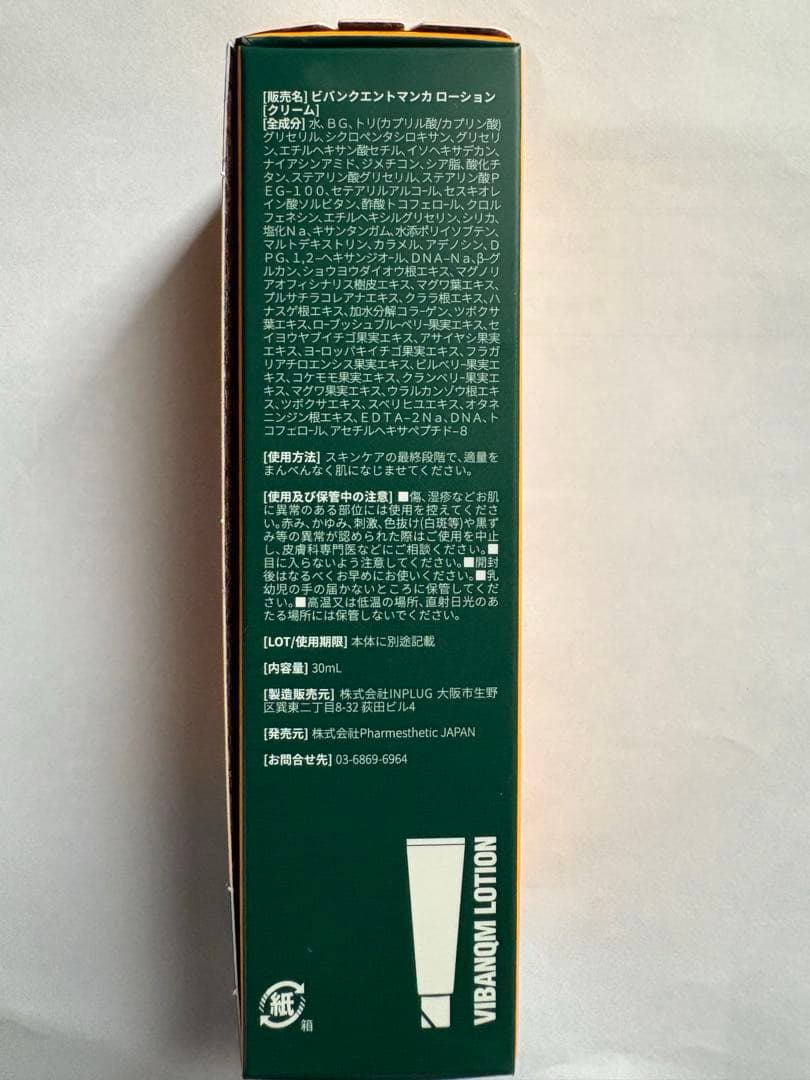 [販売名] ビバンクエントマンカ ローション
[クリーム]
[全成分] 水、ＢＧ、トリ(カプリル酸/カプリン酸)
グリセリル、シクロペンタシロキサン、グリセリ
ン、エチルヘキサン酸セチル、イソヘキサデカン、
ナイアシンアミド、ジメチコン、シア脂、酸化チ
タン、ステアリン酸グリセリル、ステアリン酸Ｐ
ＥＧ−１００、セテアリルアルコール、セスキオレ
イン酸ソルビタン、酢酸トコフェロール、クロル
フェネシン、エチルヘキシルグリセリン、シリカ、
塩化Ｎａ、キサンタンガム、水添ポリイソブテン、
マルトデキストリン、カラメル、アデノシン、Ｄ
ＰＧ、１,２−ヘキサンジオール、ＤＮＡ−Ｎａ、β−グ
ルカン、ショウヨウダイオウ根エキス、マグノリ
アオフィシナリス樹皮エキス、マグワ葉エキス、
プルサチラコレアナエキス、クララ根エキス、ハ
ナスゲ根エキス、加水分解コラーゲン、ツボクサ
葉エキス、ローブッシュブルーベリー果実エキス、セ
イヨウヤブイチゴ果実エキス、アサイヤシ果実
エキス、ヨーロッパキイチゴ果実エキス、フラガ
リアチロエンシス果実エキス、ビルベリー果実エ
キス、コケモモ果実エキス、クランベリー果実エ
キス、マグワ果実エキス、ウラルカンゾウ根エキ
ス、ツボクサエキス、スベリヒユエキス、オタネ
ニンジン根エキス、ＥＤＴＡ−２Ｎａ、ＤＮＡ、ト
コフェロール、アセチルヘキサペプチド−８
[使用方法] スキンケアの最終段階で、適量を
まんべんなく肌になじませてください。
[使用及び保管中の注意] ■傷、湿疹などお肌
に異常のある部位には使用を控えてくださ
い。赤み、かゆみ、刺激、色抜け(白斑等)や黒ず
み等の異常が認められた際はご使用を中止
し、皮膚科専門医などにご相談ください。■
目に入らないよう注意してください。■開封
後はなるべくお早めにお使いください。■乳
幼児の手の届かないところに保管してくだ
さい。■高温又は低温の場所、直射日光のあ
たる場所には保管しないでください。
[LOT/使用期限] 本体に別途記載
[内容量] 30mL
[製造販売元] 株式会社INPLUG 大阪市生野
区巽東二丁目8-32 荻田ビル4
[発売元] 株式会社Pharmesthetic JAPAN
[お問合せ先] 03-6869-6964
VIBANQM LOTION
紙
箱